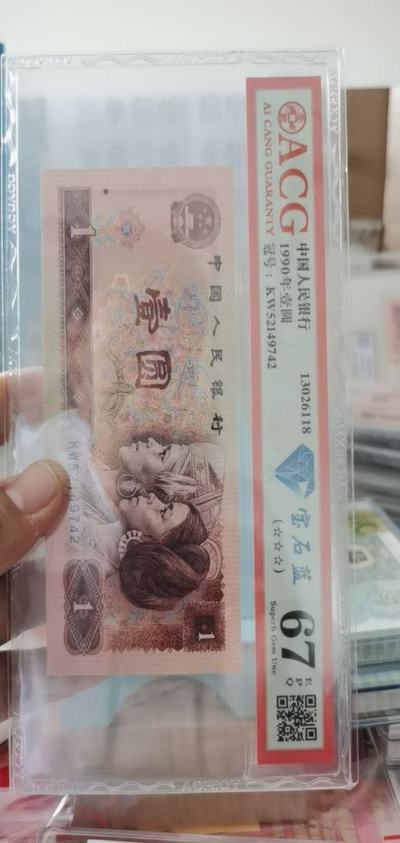 ACG
AI CANG GUARANTY
中国人民银行
1990年壹圆
冠号：KW52149742
13026118
宝石蓝
(☆☆☆)
67
EPQ
Superb Gem Unc
中国人民银行
壹圆
1
1
1